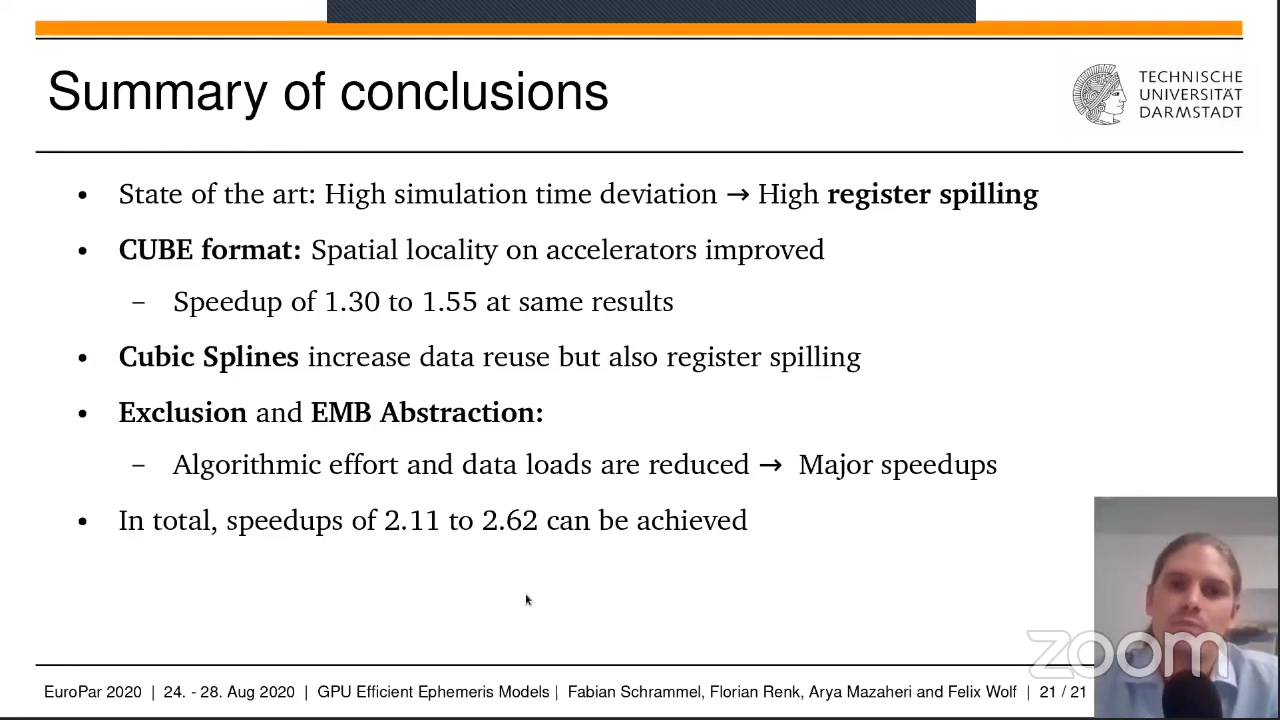 Summary of conclusions
TECHNISCHE
UNIVERSITÄT
DARMSTADT
• State of the art: High simulation time deviation → High register spilling
• CUBE format: Spatial locality on accelerators improved
– Speedup of 1.30 to 1.55 at same results
• Cubic Splines increase data reuse but also register spilling
• Exclusion and EMB Abstraction:
– Algorithmic effort and data loads are reduced → Major speedups
• In total, speedups of 2.11 to 2.62 can be achieved
zoom
EuroPar 2020 | 24. - 28. Aug 2020 | GPU Efficient Ephemeris Models | Fabian Schrammel, Florian Renk, Arya Mazaheri and Felix Wolf | 21 / 21